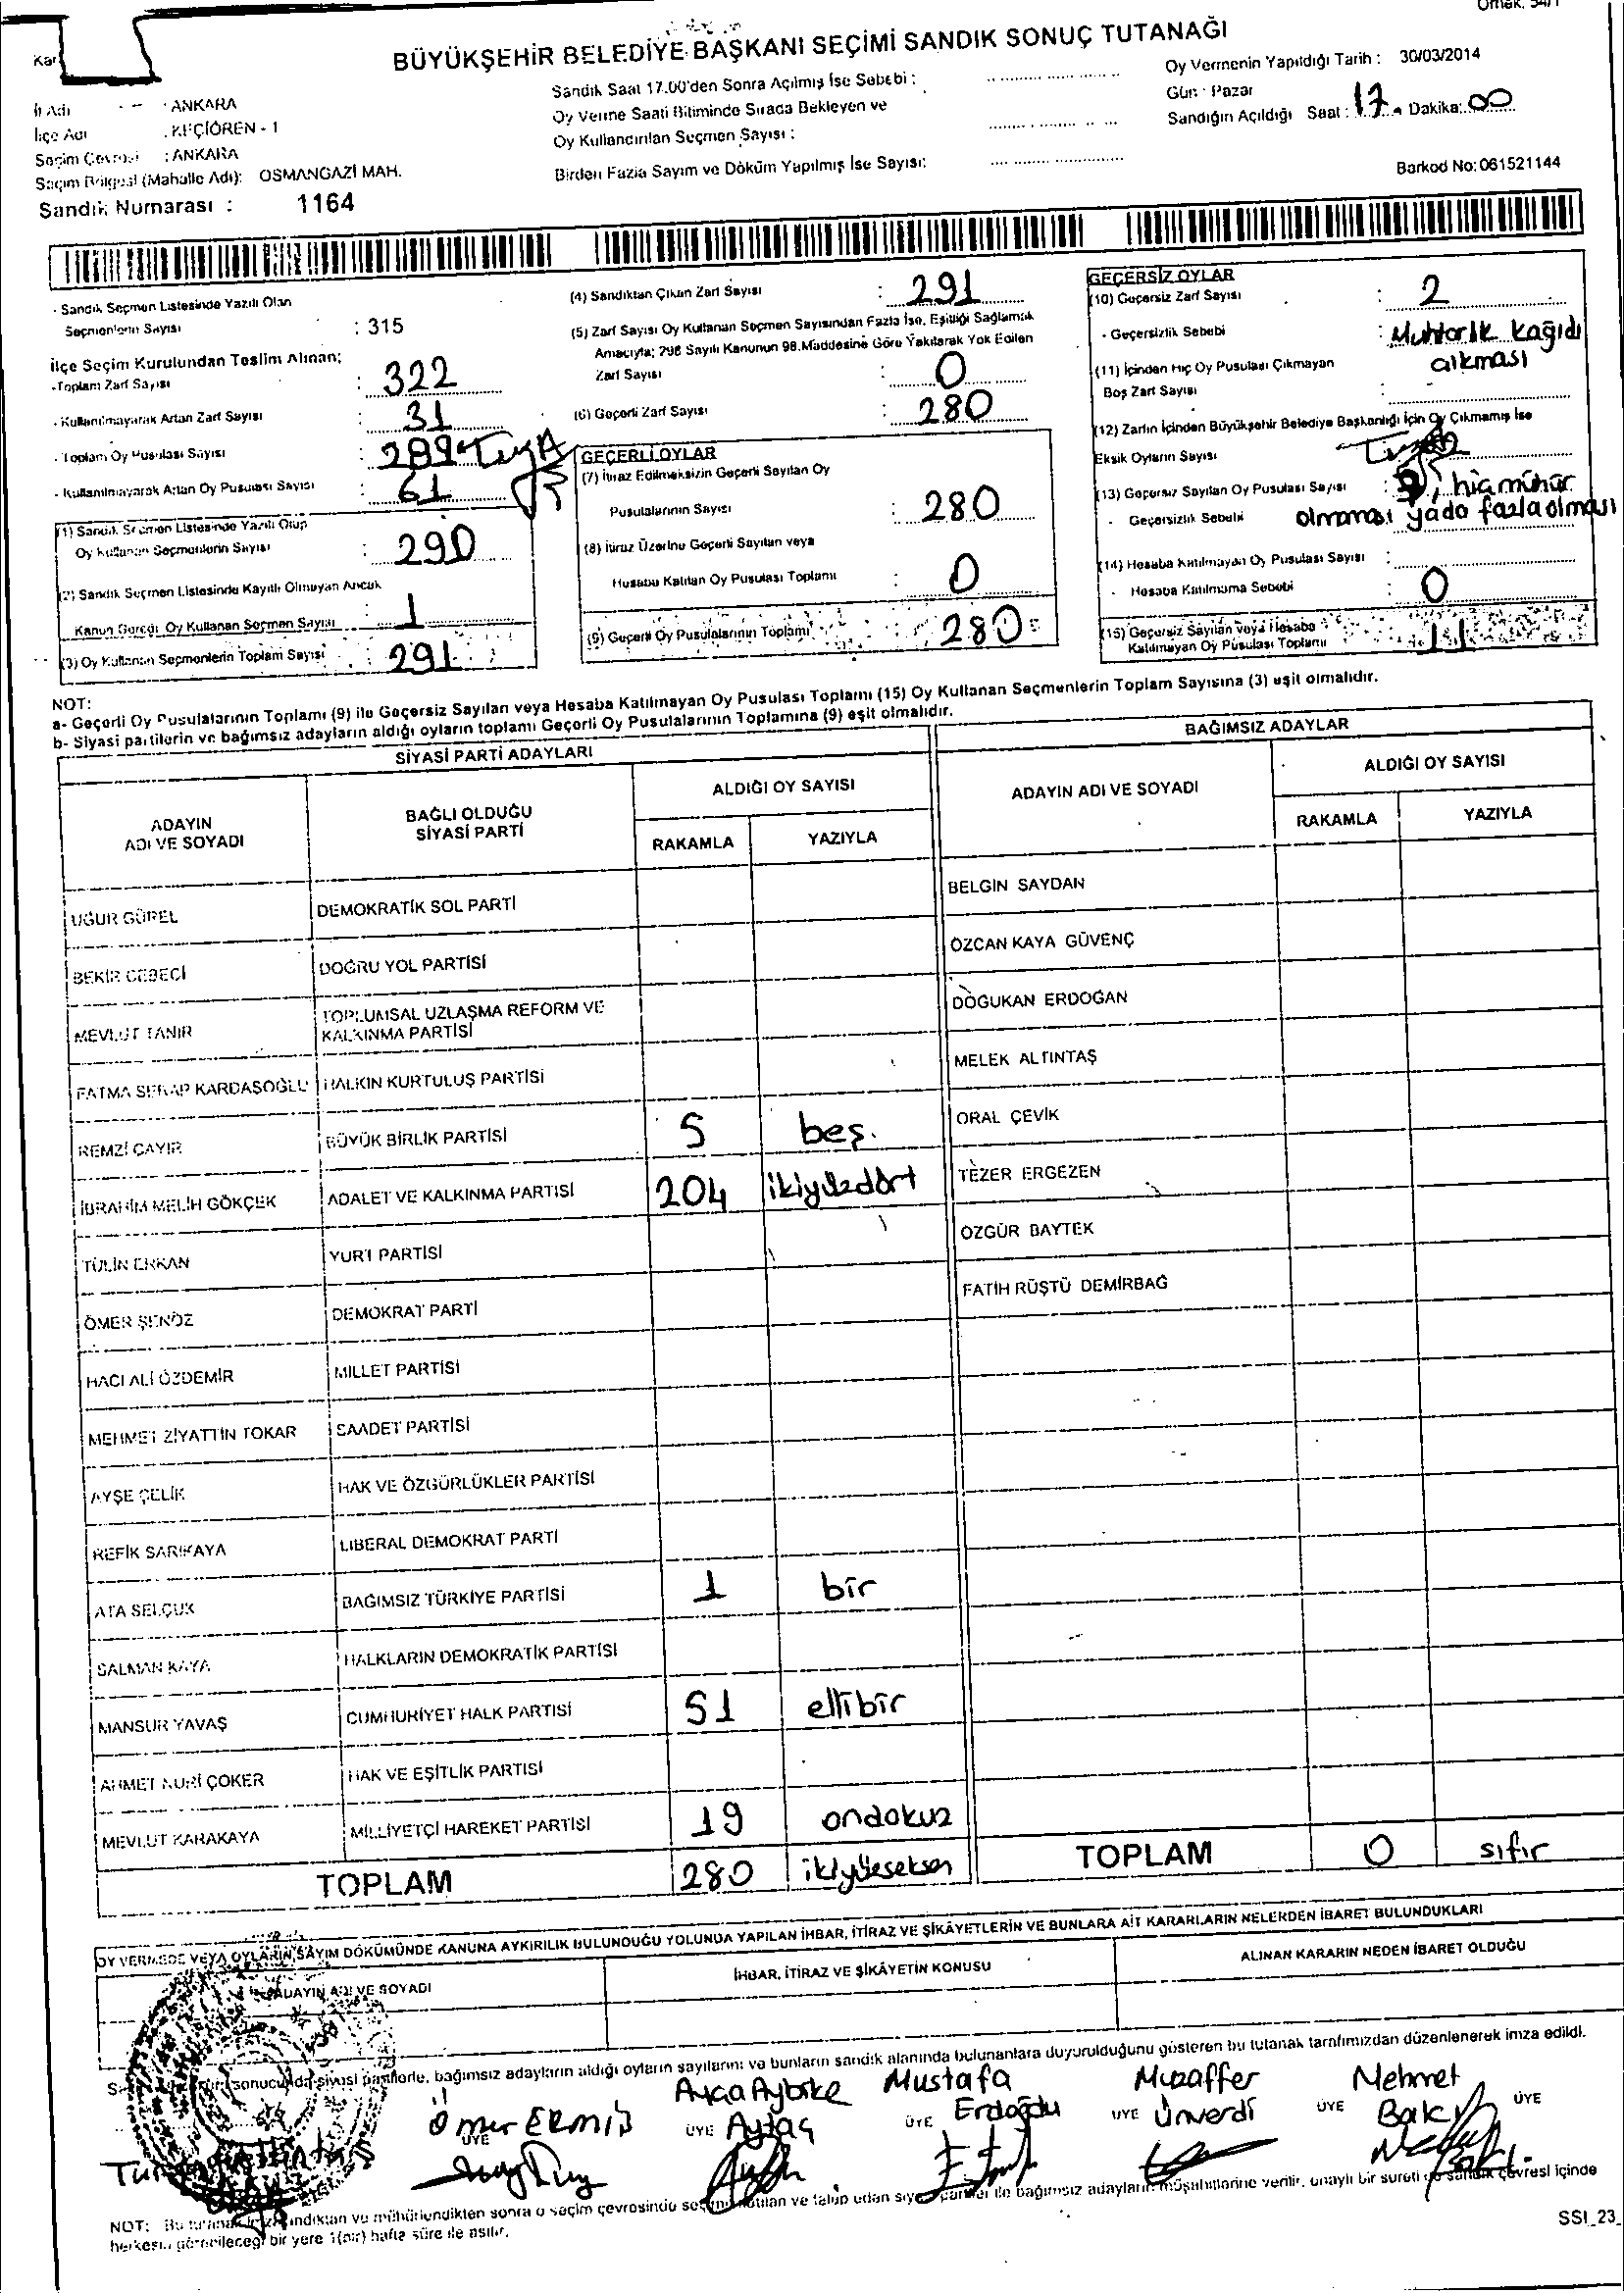 Örnek. 54/1
BÜYÜKŞEHİR BELEDİYE BAŞKANI SEÇİMİ SANDIK SONUÇ TUTANAĞI
İl Adı : ANKARA
İlçe Adı : KEÇİÖREN - 1
Seçim Çevresi : ANKARA
Seçim Bölgesi (Mahalle Adı): OSMANGAZİ MAH.
Sandık Numarası : 1164
Sandık Saat 17.00'den Sonra Açılmış İse Sebebi :
Oy Verme Saati Bitiminde Sırada Bekleyen ve
Oy Kullandırılan Seçmen Sayısı :
Birden Fazla Sayım ve Döküm Yapılmış İse Sayısı:
Oy Vermenin Yapıldığı Tarih : 30/03/2014
Gün : Pazar
Sandığın Açıldığı Saat : 17 Dakika: 00
Barkod No: 061521144
- Sandık Seçmen Listesinde Yazılı Olan
Seçmenlerin Sayısı : 315
İlçe Seçim Kurulundan Teslim Alınan;
- Toplam Zarf Sayısı : 322
- Kullanılmayarak Artan Zarf Sayısı : 31
- Toplam Oy Pusulası Sayısı :
- Kullanılmayarak Artan Oy Pusulası Sayısı : 61
(1) Sandık Seçmen Listesinde Yazılı Olup
Oy Kullanan Seçmenlerin Sayısı : 290
(2) Sandık Seçmen Listesinde Kayıtlı Olmayan Ancak
Kanun Gereği Oy Kullanan Seçmen Sayısı : 1
(3) Oy Kullanan Seçmenlerin Toplam Sayısı : 291
(4) Sandıktan Çıkan Zarf Sayısı : 291
(5) Zarf Sayısı Oy Kullanan Seçmen Sayısından Fazla İse, Eşitliği Sağlamak
Amacıyla; 298 Sayılı Kanunun 98.Maddesine Göre Yakılarak Yok Edilen
Zarf Sayısı : 0
(6) Geçerli Zarf Sayısı : 280
GEÇERLİ OYLAR
(7) İtiraz Edilmeksizin Geçerli Sayılan Oy
Pusulalarının Sayısı : 280
(8) İtiraz Üzerine Geçerli Sayılan veya
Hesaba Katılan Oy Pusulası Toplamı : 0
(9) Geçerli Oy Pusulalarının Toplamı : 280
GEÇERSİZ OYLAR
(10) Geçersiz Zarf Sayısı : 2
- Geçersizlik Sebebi : Muhtarlık kağıdı
çıkması
(11) İçinden Hiç Oy Pusulası Çıkmayan
Boş Zarf Sayısı :
(12) Zarfın İçinden Büyükşehir Belediye Başkanlığı İçin Oy Çıkmamış İse
Eksik Oyların Sayısı
(13) Geçersiz Sayılan Oy Pusulası Sayısı : 9, hiç mühür
- Geçersizlik Sebebi olmaması yada fazla olması
(14) Hesaba Katılmayan Oy Pusulası Sayısı :
- Hesaba Katılmama Sebebi : 0
(15) Geçersiz Sayılan veya Hesaba
Katılmayan Oy Pusulası Toplamı : 11
NOT:
a- Geçerli Oy Pusulalarının Toplamı (9) ile Geçersiz Sayılan veya Hesaba Katılmayan Oy Pusulası Toplamı (15) Oy Kullanan Seçmenlerin Toplam Sayısına (3) eşit olmalıdır.
b- Siyasi partilerin ve bağımsız adayların aldığı oyların toplamı Geçerli Oy Pusulalarının Toplamına (9) eşit olmalıdır.
SİYASİ PARTİ ADAYLARI
ADAYIN ADI VE SOYADI BAĞLI OLDUĞU SİYASİ PARTİ ALDIĞI OY SAYISI
RAKAMLA YAZIYLA
UĞUR GÜREL DEMOKRATİK SOL PARTİ
BEKİR CEBECİ DOĞRU YOL PARTİSİ
MEVLUT TANIR TOPLUMSAL UZLAŞMA REFORM VE
KALKINMA PARTİSİ
FATMA SERAP KARDAŞOĞLU HALKIN KURTULUŞ PARTİSİ
REMZİ ÇAYIR BÜYÜK BİRLİK PARTİSİ 5 beş.
İBRAHİM MELİH GÖKÇEK ADALET VE KALKINMA PARTİSİ 204 ikiyüzdört
TÜLİN ERKAN YURT PARTİSİ
ÖMER ŞENÖZ DEMOKRAT PARTİ
HACI ALİ ÖZDEMİR MİLLET PARTİSİ
MEHMET ZİYATTİN TOKAR SAADET PARTİSİ
AYŞE ÇELİK HAK VE ÖZGÜRLÜKLER PARTİSİ
REFİK SARIKAYA LİBERAL DEMOKRAT PARTİ
ATA SELÇUK BAĞIMSIZ TÜRKİYE PARTİSİ 1 bir
SALMAN KAYA HALKLARIN DEMOKRATİK PARTİSİ
MANSUR YAVAŞ CUMHURİYET HALK PARTİSİ 51 ellibir
AHMET NURİ ÇOKER HAK VE EŞİTLİK PARTİSİ
MEVLUT KARAKAYA MİLLİYETÇİ HAREKET PARTİSİ 19 ondokuz
TOPLAM 280 ikiyüzseksen
BAĞIMSIZ ADAYLAR
ADAYIN ADI VE SOYADI ALDIĞI OY SAYISI
RAKAMLA YAZIYLA
BELGİN SAYDAN
ÖZCAN KAYA GÜVENÇ
DOĞUKAN ERDOĞAN
MELEK ALTINTAŞ
ORAL ÇEVİK
TEZER ERGEZEN
ÖZGÜR BAYTEK
FATİH RÜŞTÜ DEMİRBAĞ
TOPLAM 0 sıfır
OY VERMEDE VEYA OYLARIN SAYIM DÖKÜMÜNDE KANUNA AYKIRILIK BULUNDUĞU YOLUNDA YAPILAN İHBAR, İTİRAZ VE ŞİKÂYETLERİN VE BUNLARA AİT KARARLARIN NELERDEN İBARET BULUNDUKLARI
ADAYIN ADI VE SOYADI İHBAR, İTİRAZ VE ŞİKÂYETİN KONUSU ALINAN KARARIN NEDEN İBARET OLDUĞU
sonucunda siyasi partilerle, bağımsız adayların aldığı oyların sayılarını ve bunların sandık alanında bulunanlara duyurulduğunu gösteren bu tutanak tarafımızdan düzenlenerek imza edildi.
Ömer Ermiş
ÜYE
Ayça Aybike
ÜYE Aytaç
Mustafa
ÜYE Erdoğdu
Muzaffer
ÜYE Ünverdi
Mehmet
ÜYE Bakış
ÜYE
NOT: Bu tutanak imzalandıktan ve mühürlendikten sonra o seçim çevresinde seçime katılan ve talep eden siyasi partiler ile bağımsız adayların müşahitlerine verilir, onaylı bir sureti de sandık çevresi içinde
herkesin görebileceği bir yere 1(bir) hafta süre ile asılır.
SSI_23_